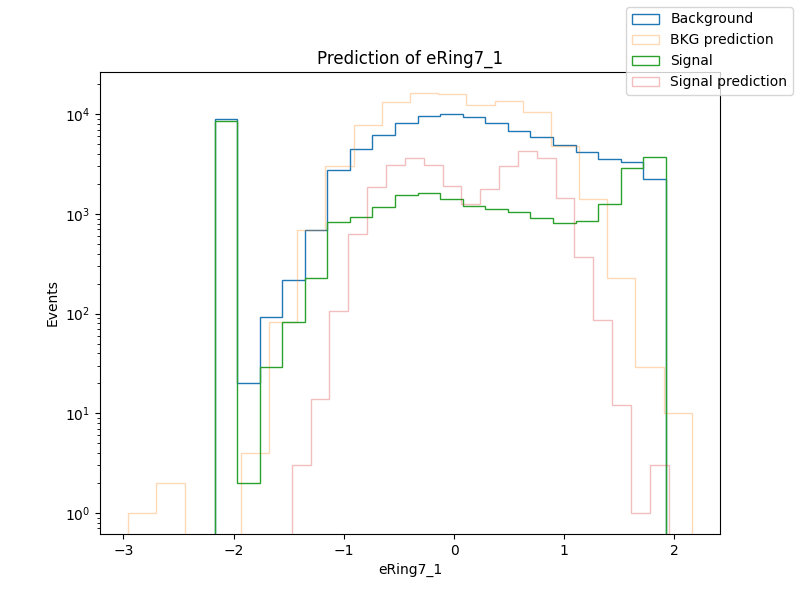 Prediction of eRing7_1
Background
BKG prediction
Signal
Signal prediction
Events
10⁴
10³
10²
10¹
10⁰
−3
−2
−1
0
1
2
eRing7_1